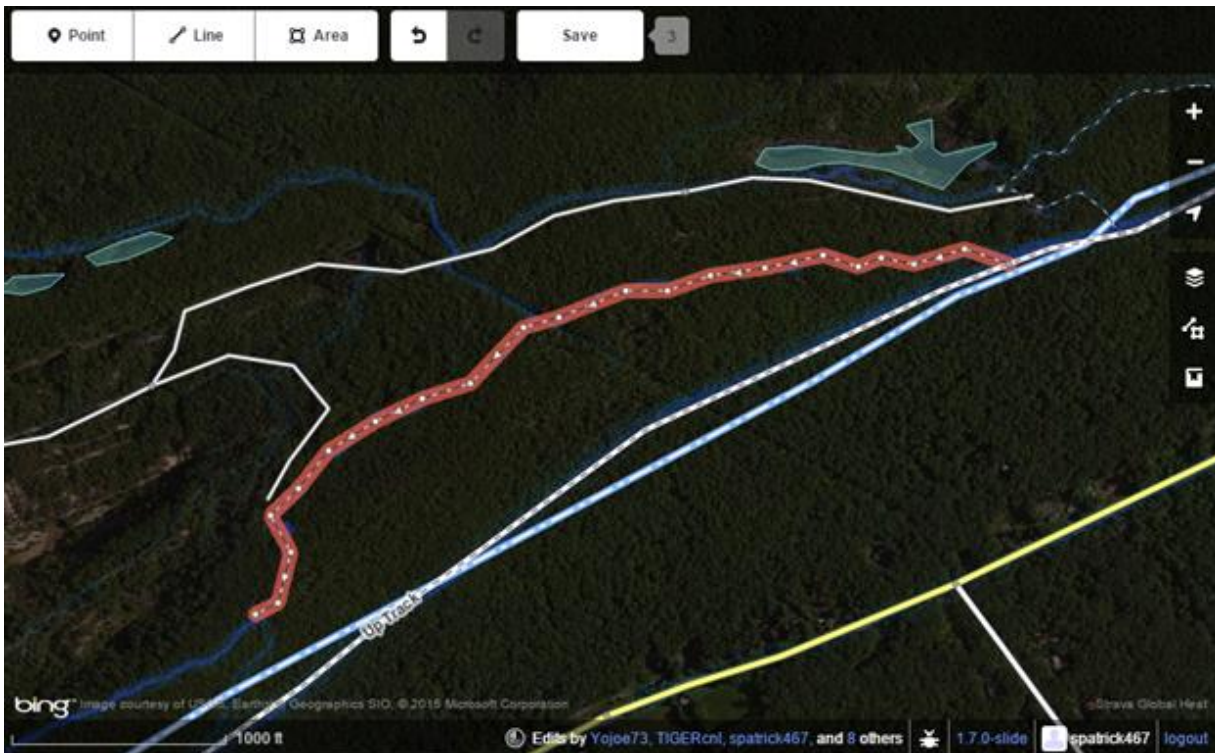 Point
Line
Area
Save
3
Up Track
bing
Image courtesy of USGS, Earthstar Geographics SIO, © 2015 Microsoft Corporation
Strava Global Heat
1000 ft
Edits by Yojoe73, TIGERcnl, spatrick467, and 8 others
1.7.0-slide
spatrick467
logout